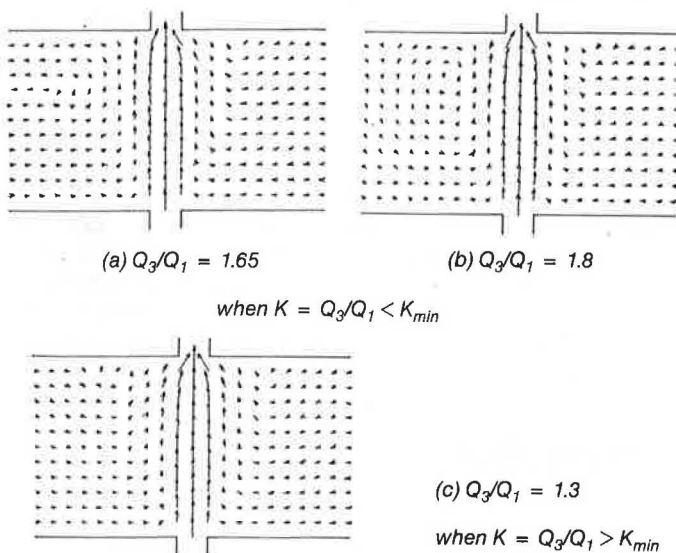 (a) Q₃/Q₁ = 1.65
(b) Q₃/Q₁ = 1.8
when K = Q₃/Q₁ < Kmin
(c) Q₃/Q₁ = 1.3
when K = Q₃/Q₁ > Kmin